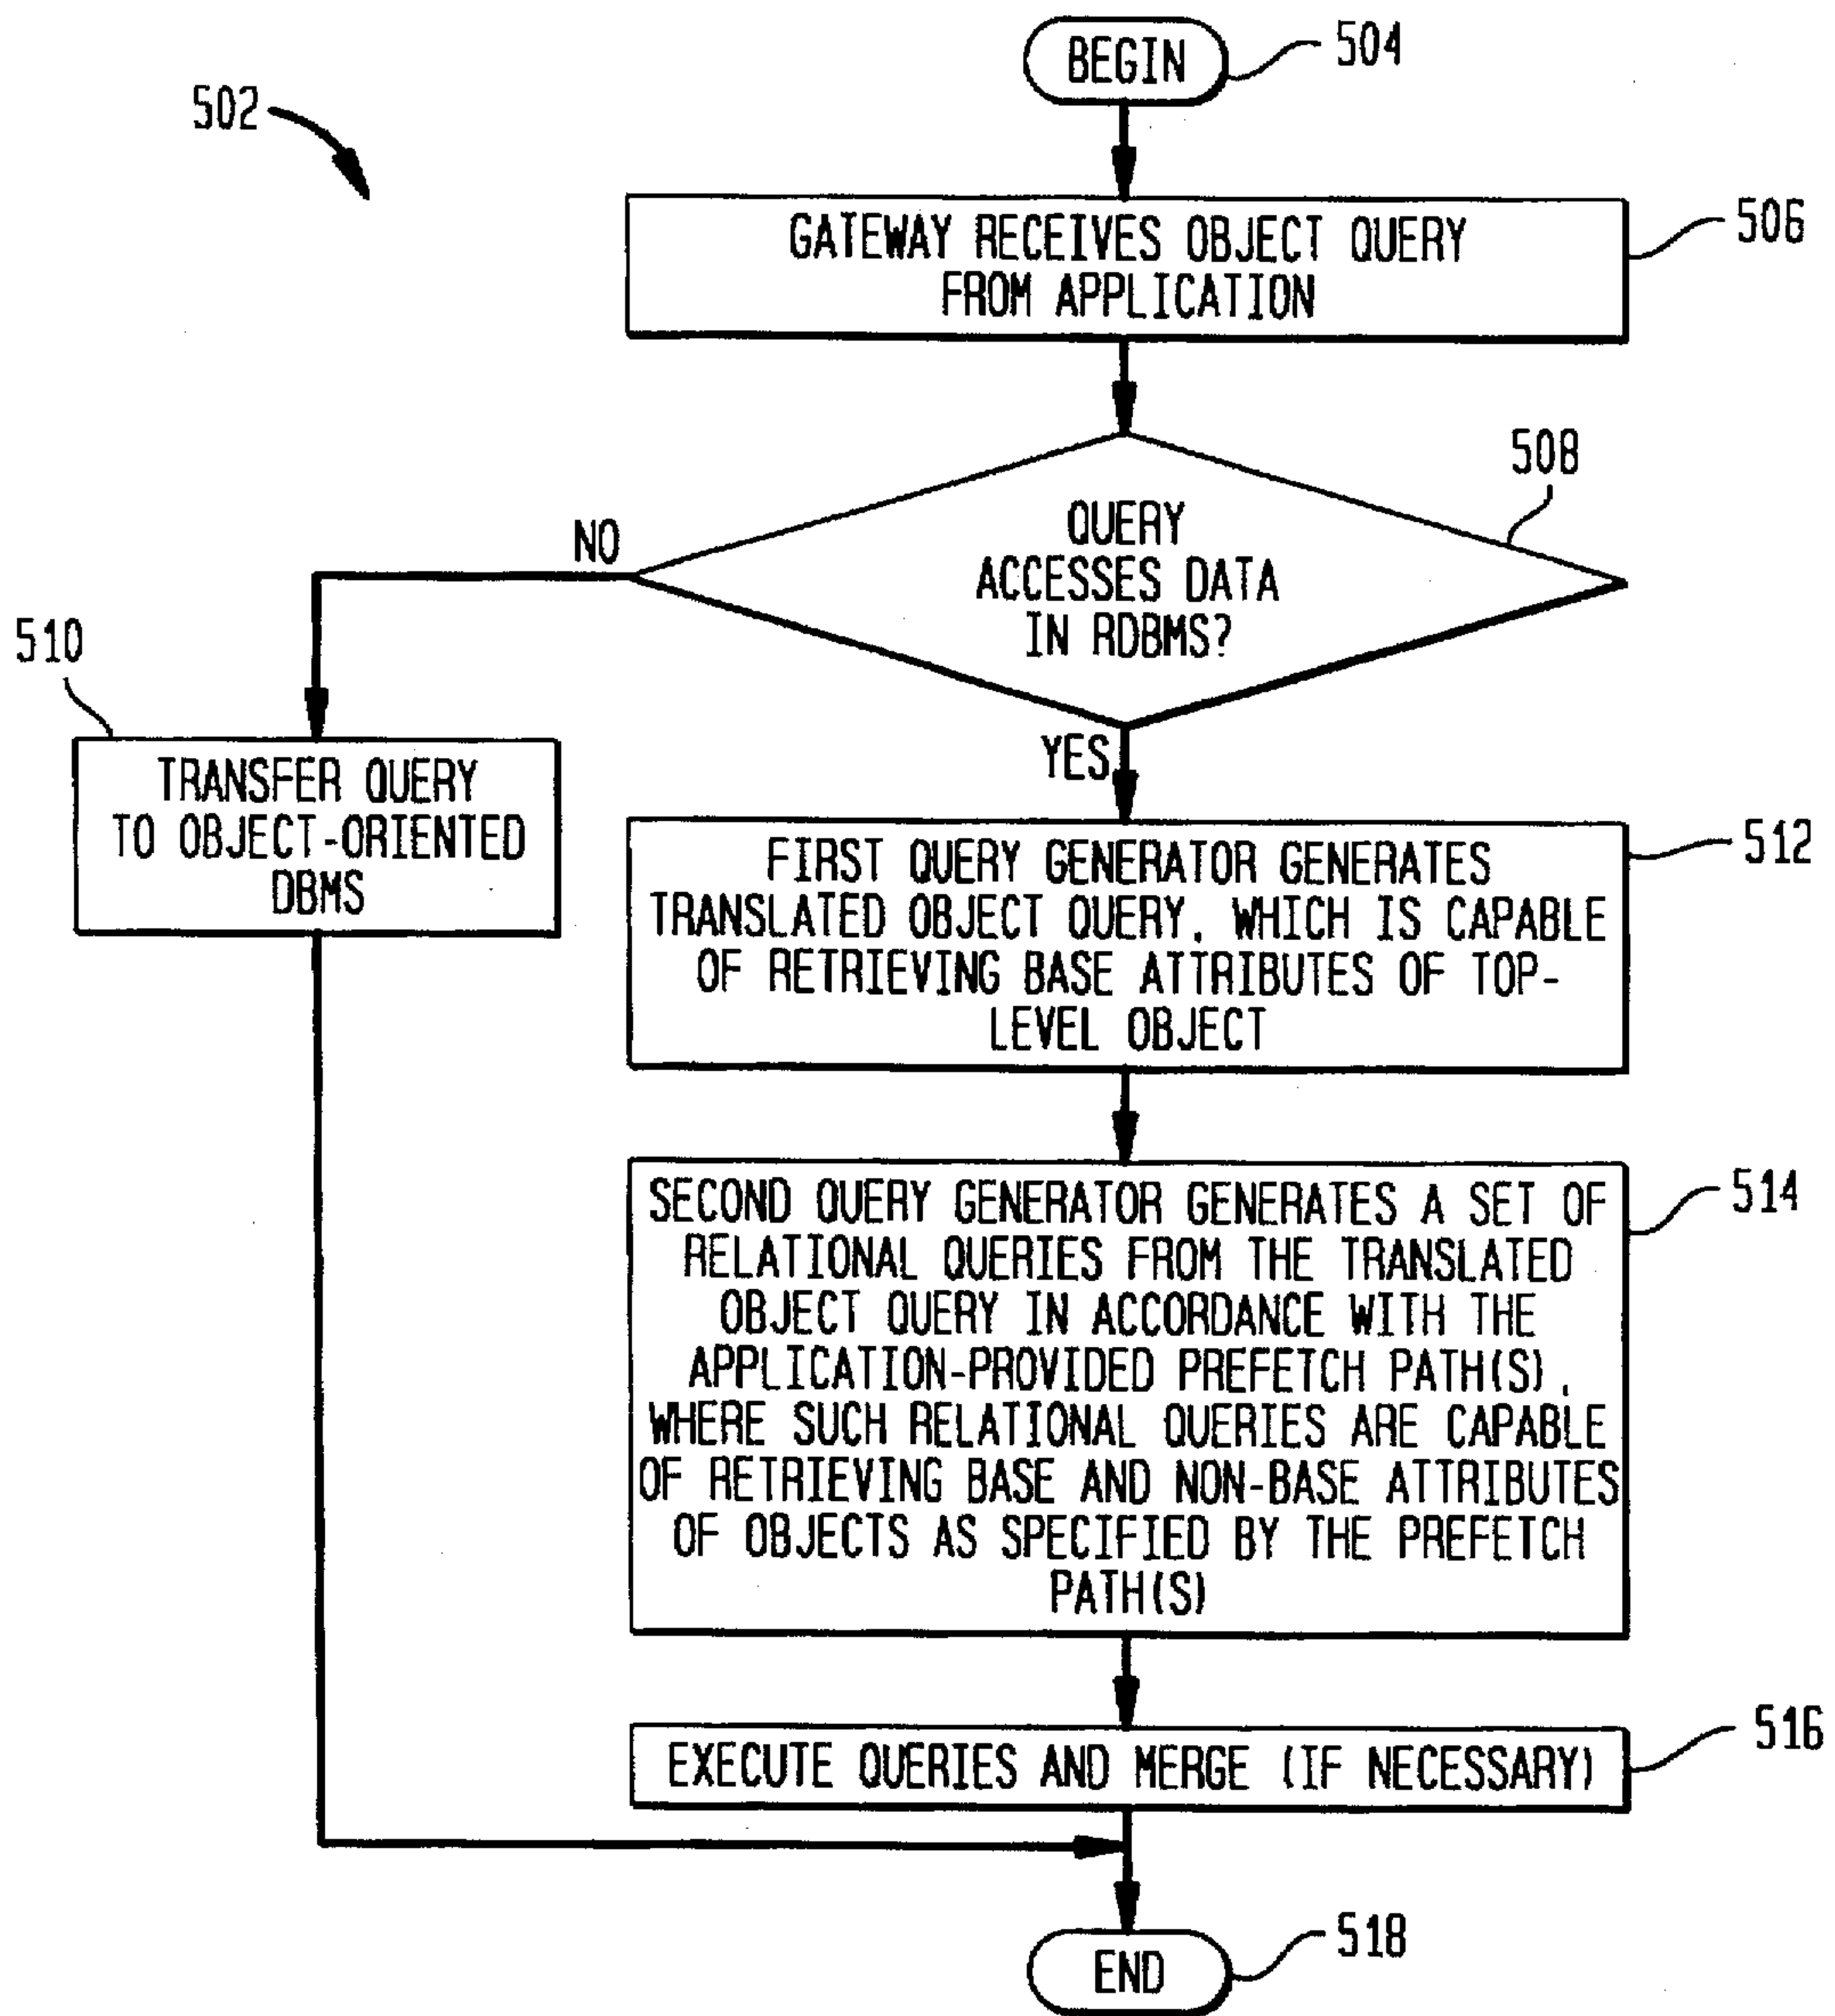 BEGIN
504
502
GATEWAY RECEIVES OBJECT QUERY
FROM APPLICATION
506
508
QUERY
ACCESSES DATA
IN RDBMS?
NO
YES
510
TRANSFER QUERY
TO OBJECT-ORIENTED
DBMS
FIRST QUERY GENERATOR GENERATES
TRANSLATED OBJECT QUERY, WHICH IS CAPABLE
OF RETRIEVING BASE ATTRIBUTES OF TOP-
LEVEL OBJECT
512
SECOND QUERY GENERATOR GENERATES A SET OF
RELATIONAL QUERIES FROM THE TRANSLATED
OBJECT QUERY IN ACCORDANCE WITH THE
APPLICATION-PROVIDED PREFETCH PATH(S),
WHERE SUCH RELATIONAL QUERIES ARE CAPABLE
OF RETRIEVING BASE AND NON-BASE ATTRIBUTES
OF OBJECTS AS SPECIFIED BY THE PREFETCH
PATH(S)
514
EXECUTE QUERIES AND MERGE (IF NECESSARY)
516
END
518